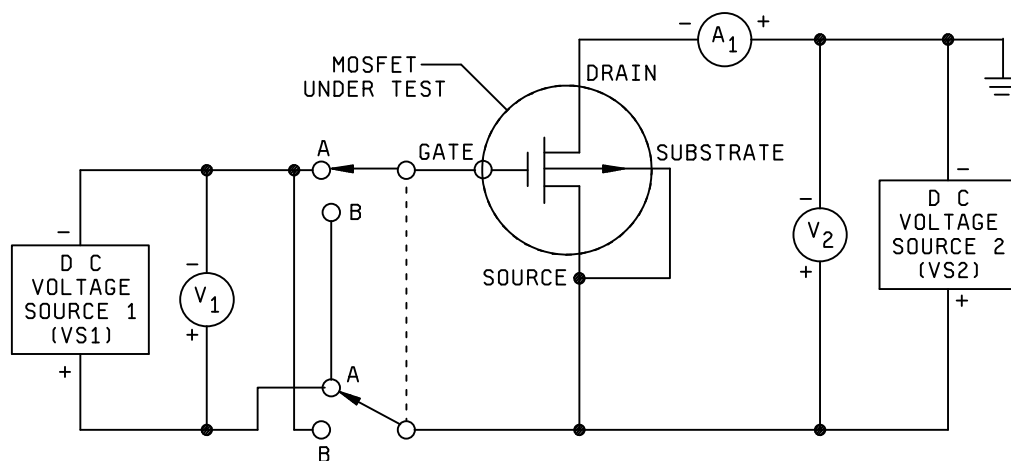 MOSFET
UNDER TEST
DRAIN
- A1 +
A
GATE
SUBSTRATE
B
-
D C
VOLTAGE
SOURCE 1
(VS1)
+
-
V1
+
SOURCE
-
V2
+
-
D C
VOLTAGE
SOURCE 2
(VS2)
+
A
B